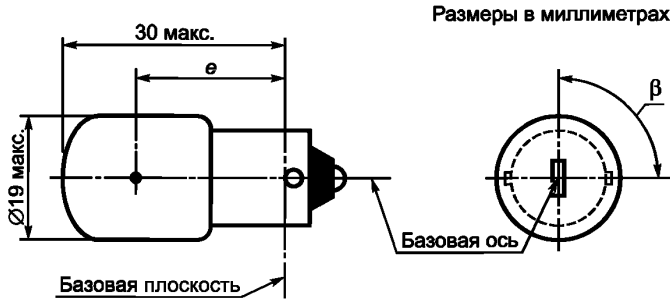 Размеры в миллиметрах
30 макс.
e
β
Ø19 макс.
Базовая ось
Базовая плоскость